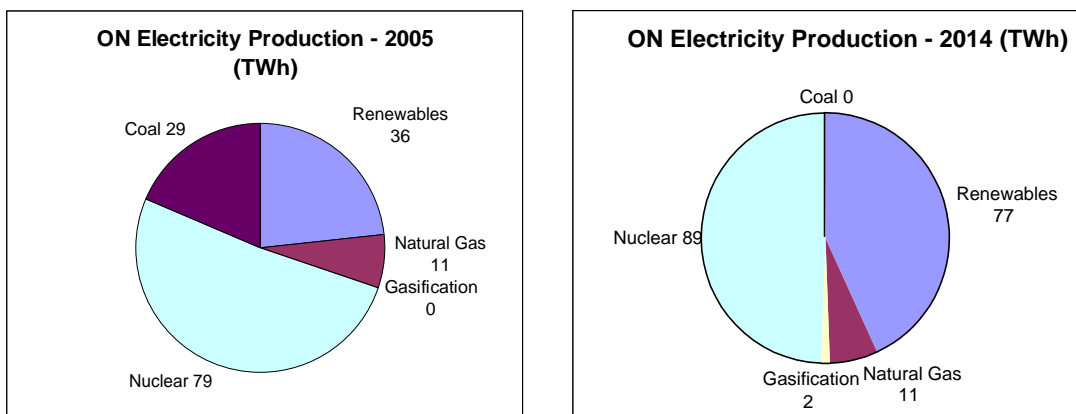 ON Electricity Production - 2005
(TWh)
Coal 29
Renewables
36
Natural Gas
11
Gasification
0
Nuclear 79
ON Electricity Production - 2014 (TWh)
Coal 0
Renewables
77
Nuclear 89
Gasification
2
Natural Gas
11